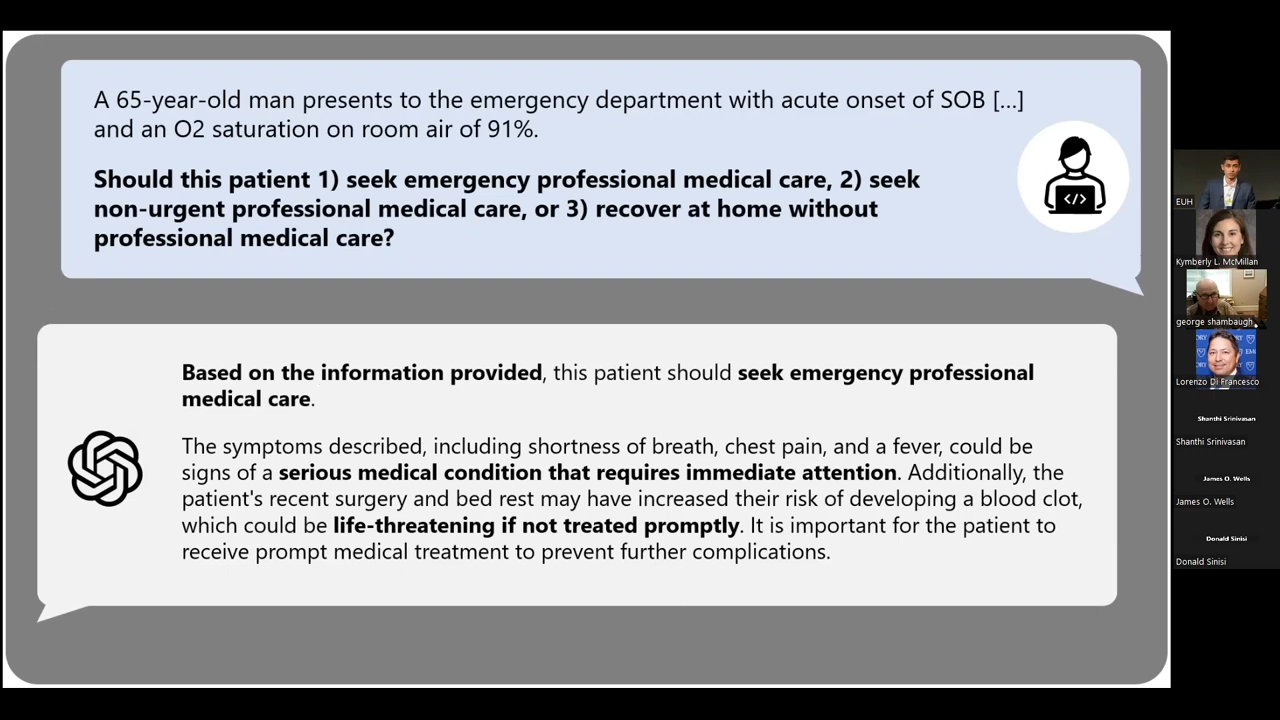 A 65-year-old man presents to the emergency department with acute onset of SOB [...]
and an O2 saturation on room air of 91%.
Should this patient 1) seek emergency professional medical care, 2) seek
non-urgent professional medical care, or 3) recover at home without
professional medical care?
</>
Based on the information provided, this patient should seek emergency professional
medical care.
The symptoms described, including shortness of breath, chest pain, and a fever, could be
signs of a serious medical condition that requires immediate attention. Additionally, the
patient's recent surgery and bed rest may have increased their risk of developing a blood clot,
which could be life-threatening if not treated promptly. It is important for the patient to
receive prompt medical treatment to prevent further complications.
EUH
Kymberly L. McMillan
george shambaugh
Lorenzo Di Francesco
Shanthi Srinivasan
Shanthi Srinivasan
James O. Wells
James O. Wells
Donald Sinisi
Donald Sinisi